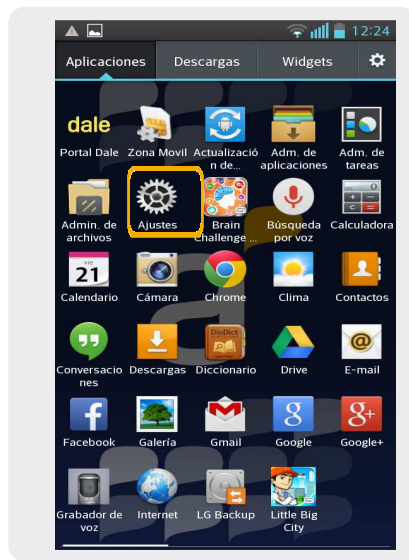 12:24
Aplicaciones Descargas Widgets
dale
Portal Dale Zona Movil Actualizació Adm. de Adm. de
n de... aplicaciones tareas
Admin. de Ajustes Brain Búsqueda Calculadora
archivos Challenge ... por voz
vie
21
Calendario Cámara Chrome Clima Contactos
DioDict
Conversacio Descargas Diccionario Drive E-mail
nes
Facebook Galería Gmail Google Google+
Grabador de Internet LG Backup Little Big
voz City